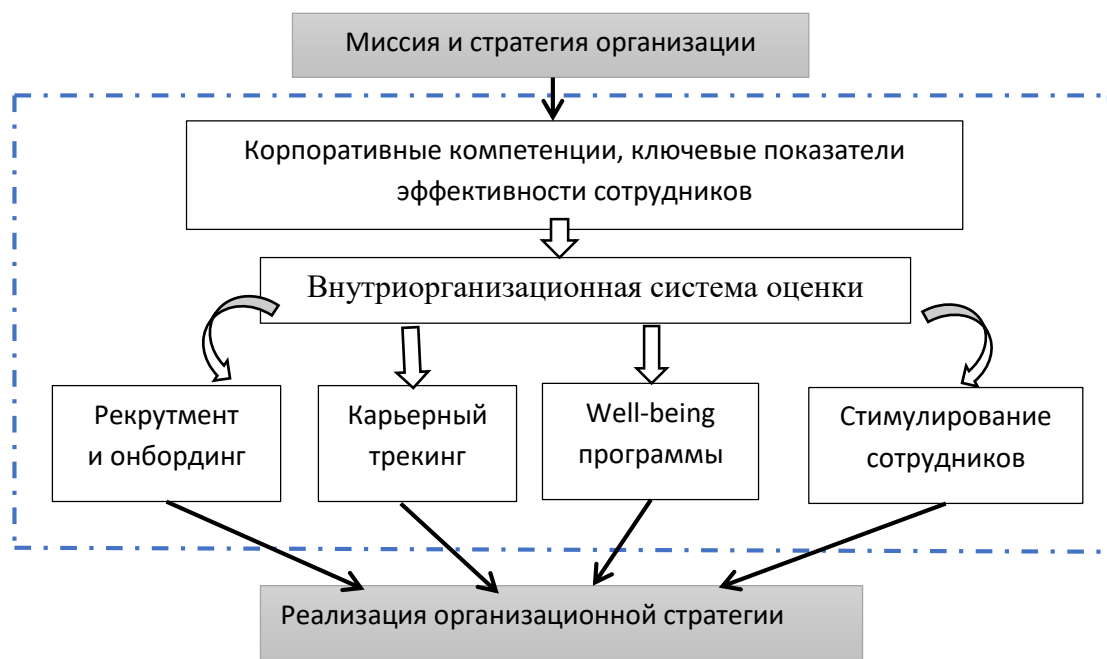 Миссия и стратегия организации
Корпоративные компетенции, ключевые показатели
эффективности сотрудников
Внутриорганизационная система оценки
Рекрутмент
и онбординг
Карьерный
трекинг
Well-being
программы
Стимулирование
сотрудников
Реализация организационной стратегии